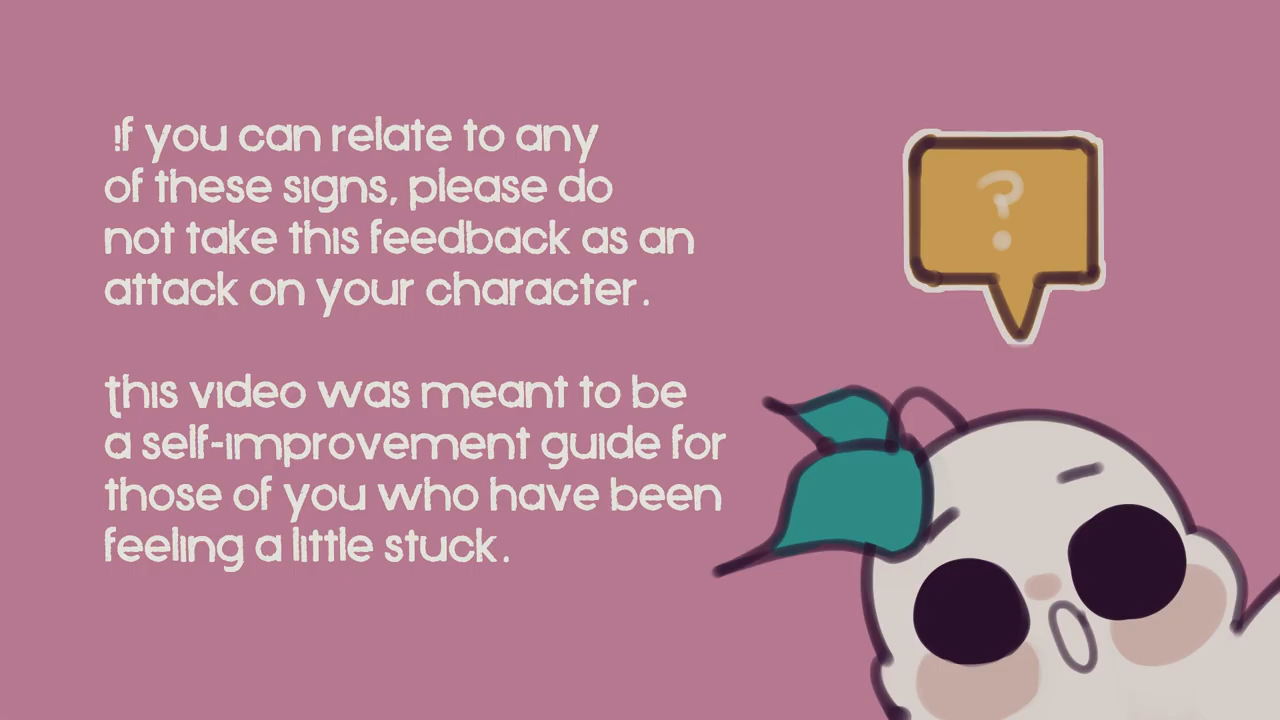 If you can relate to any
of these signs, please do
not take this feedback as an
attack on your character.
This video was meant to be
a self-improvement guide for
those of you who have been
feeling a little stuck.
?